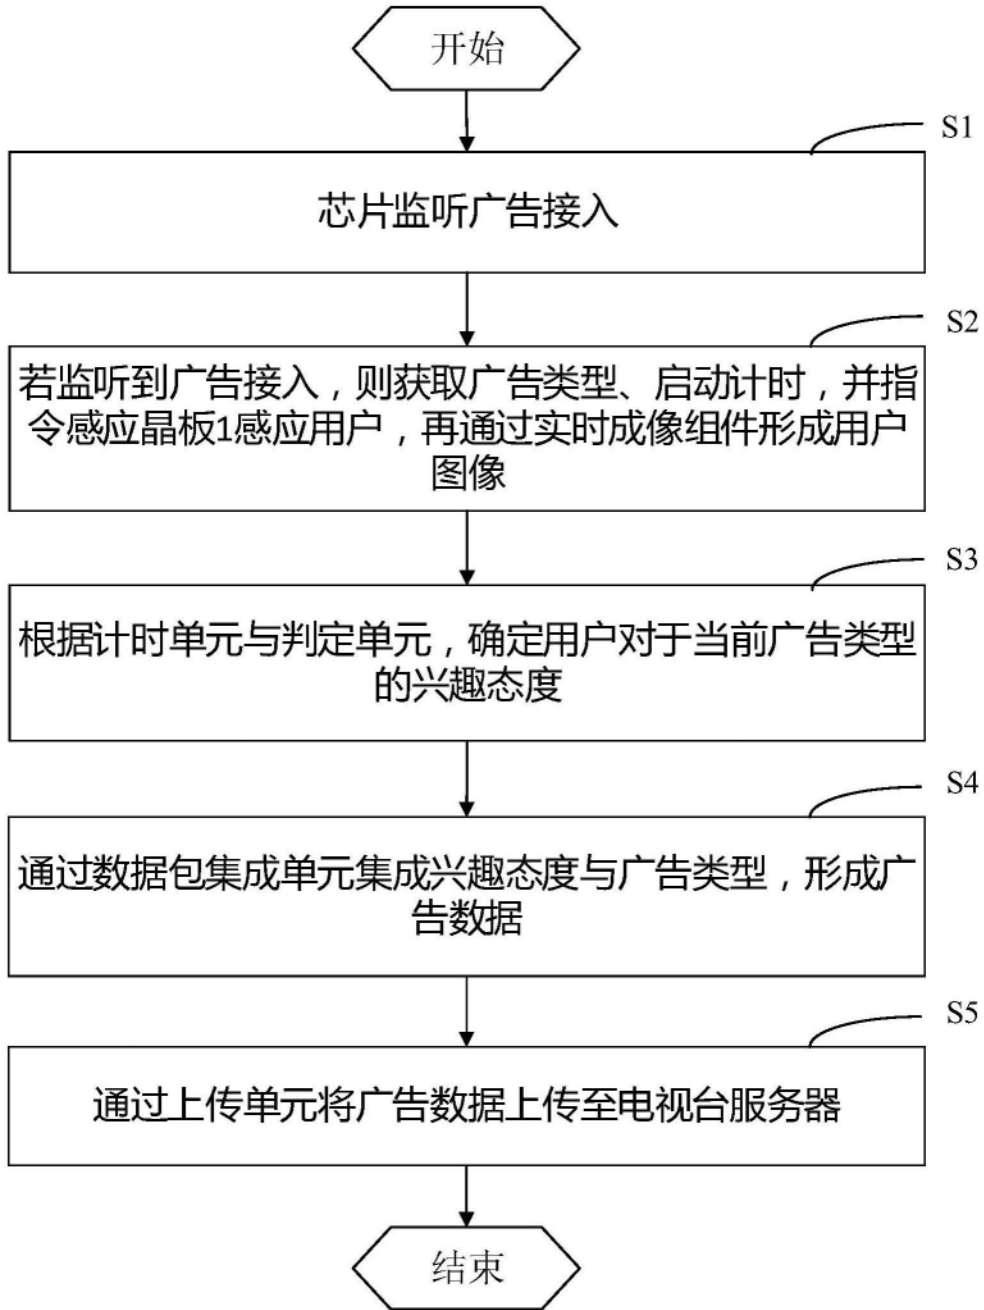 开始
S1
芯片监听广告接入
S2
若监听到广告接入，则获取广告类型、启动计时，并指
令感应晶板1感应用户，再通过实时成像组件形成用户
图像
S3
根据计时单元与判定单元，确定用户对于当前广告类型
的兴趣态度
S4
通过数据包集成单元集成兴趣态度与广告类型，形成广
告数据
S5
通过上传单元将广告数据上传至电视台服务器
结束